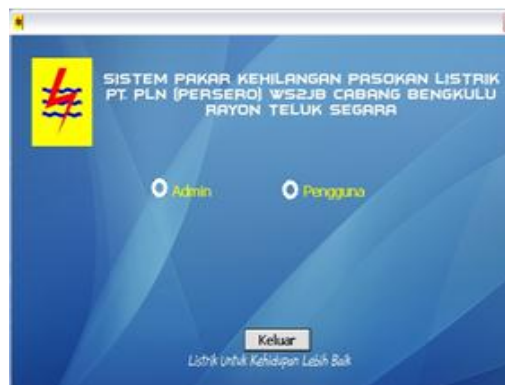 SISTEM PAKAR KEHILANGAN PASOKAN LISTRIK
PT. PLN (PERSERO) WS2JB CABANG BENGKULU
RAYON TELUK SEGARA
Admin Pengguna
Keluar
Listrik Untuk Kehidupan Lebih Baik